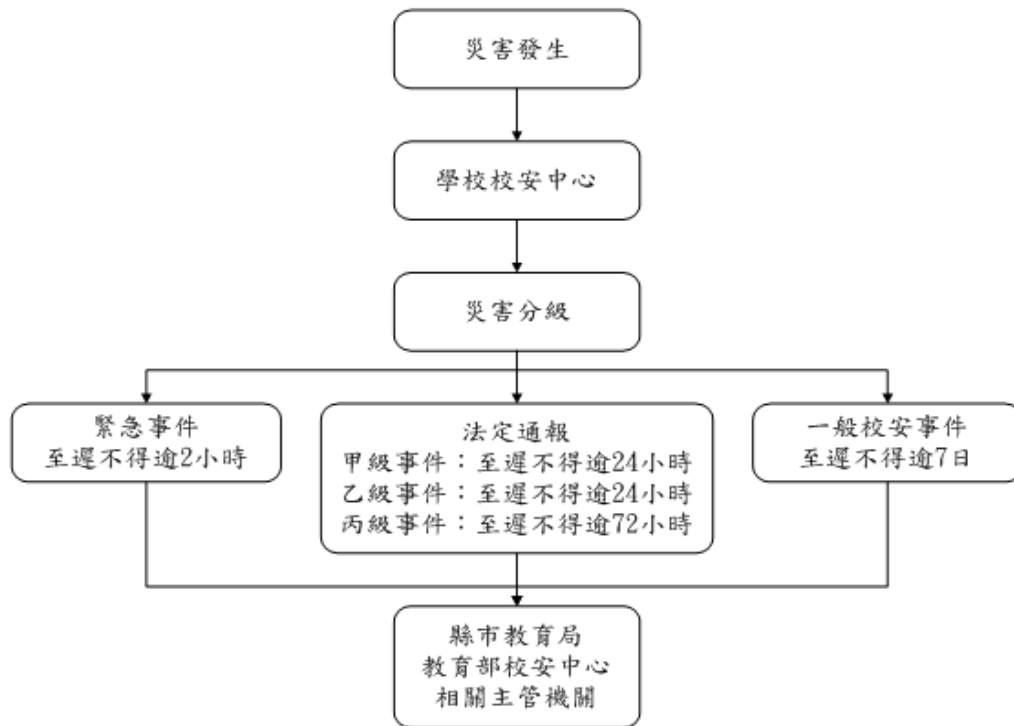 災害發生
學校校安中心
災害分級
緊急事件
至遲不得逾2小時
法定通報
甲級事件：至遲不得逾24小時
乙級事件：至遲不得逾24小時
丙級事件：至遲不得逾72小時
一般校安事件
至遲不得逾7日
縣市教育局
教育部校安中心
相關主管機關